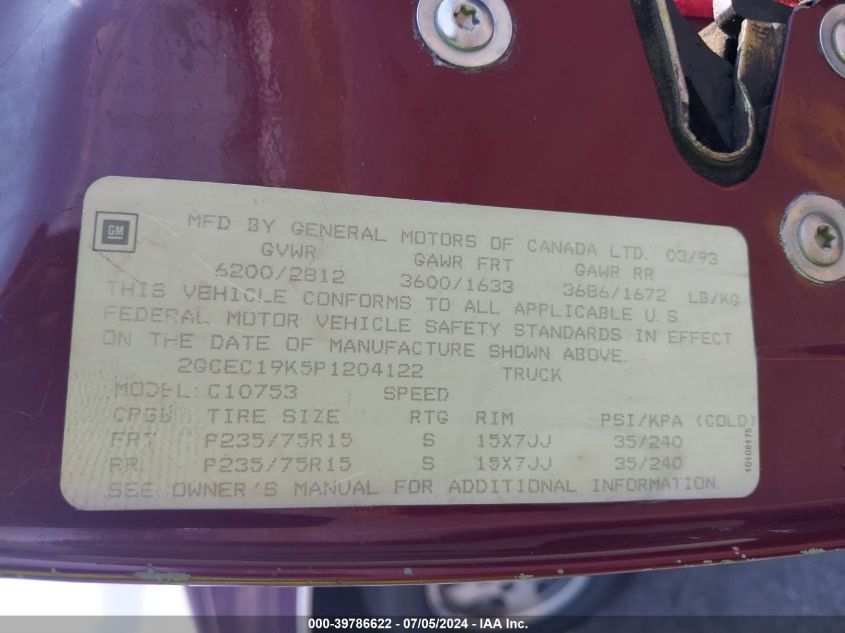 GM
MFD BY GENERAL MOTORS OF CANADA LTD. 03/93
GVWR GAWR FRT GAWR RR
6200/2812 3600/1633 3686/1672 LB/KG
THIS VEHICLE CONFORMS TO ALL APPLICABLE U.S.
FEDERAL MOTOR VEHICLE SAFETY STANDARDS IN EFFECT
ON THE DATE OF MANUFACTURE SHOWN ABOVE.
2GCEC19K5P1204122 TRUCK
MODEL: C10753 SPEED
CPSW TIRE SIZE RTG RIM PSI/KPA (COLD)
FRT P235/75R15 S 15X7JJ 35/240
RR P235/75R15 S 15X7JJ 35/240
SEE OWNER'S MANUAL FOR ADDITIONAL INFORMATION.
10106175
000-39786622 - 07/05/2024 - IAA Inc.